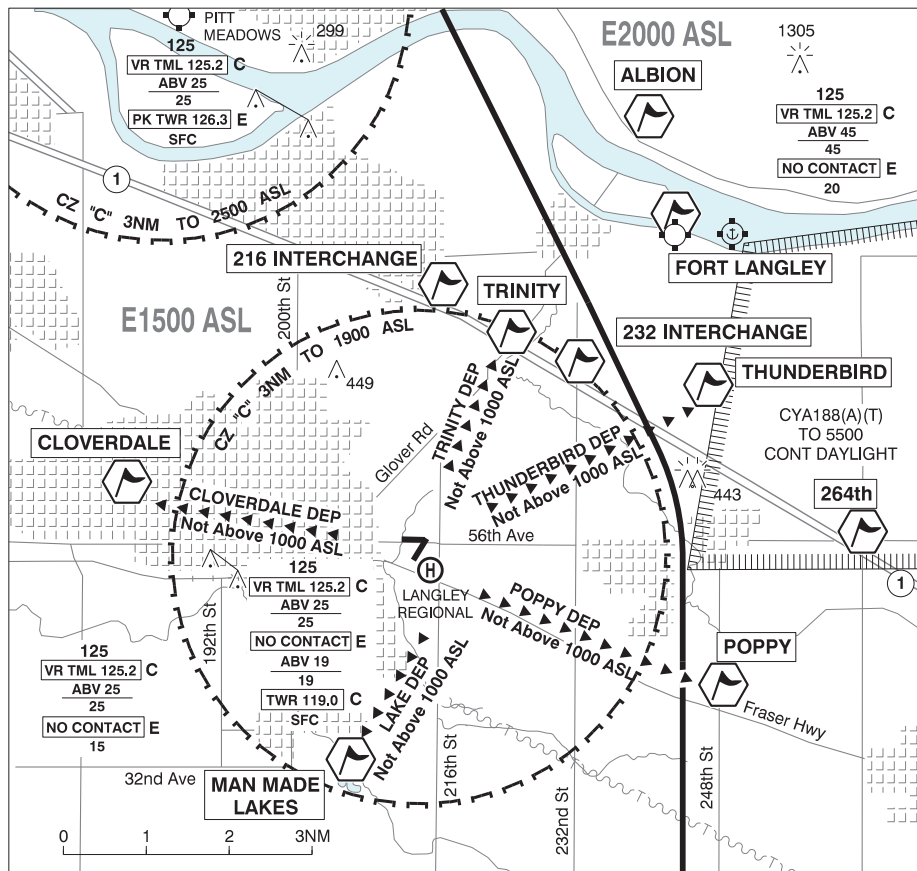 PITT
MEADOWS
299
125
VR TML 125.2 C
ABV 25
25
PK TWR 126.3 E
SFC
E2000 ASL
1305
ALBION
125
VR TML 125.2 C
ABV 45
45
NO CONTACT E
20
1
CZ "C" 3NM TO 2500 ASL
216 INTERCHANGE
FORT LANGLEY
TRINITY
E1500 ASL
200th St
232 INTERCHANGE
CZ "C" 3NM TO 1900 ASL
449
THUNDERBIRD
CYA188(A)(T)
TO 5500
CONT DAYLIGHT
TRINITY DEP
Not Above 1000 ASL
Glover Rd
THUNDERBIRD DEP
Not Above 1000 ASL
CLOVERDALE
443
264th
CLOVERDALE DEP
Not Above 1000 ASL
56th Ave
H
LANGLEY
REGIONAL
1
125
VR TML 125.2 C
ABV 25
25
NO CONTACT E
ABV 19
19
TWR 119.0 C
SFC
POPPY DEP
Not Above 1000 ASL
192th St
125
VR TML 125.2 C
ABV 25
25
NO CONTACT E
15
POPPY
LAKE DEP
Not Above 1000 ASL
Fraser Hwy
32nd Ave
MAN MADE
LAKES
216th St
232nd St
248th St
0 1 2 3NM